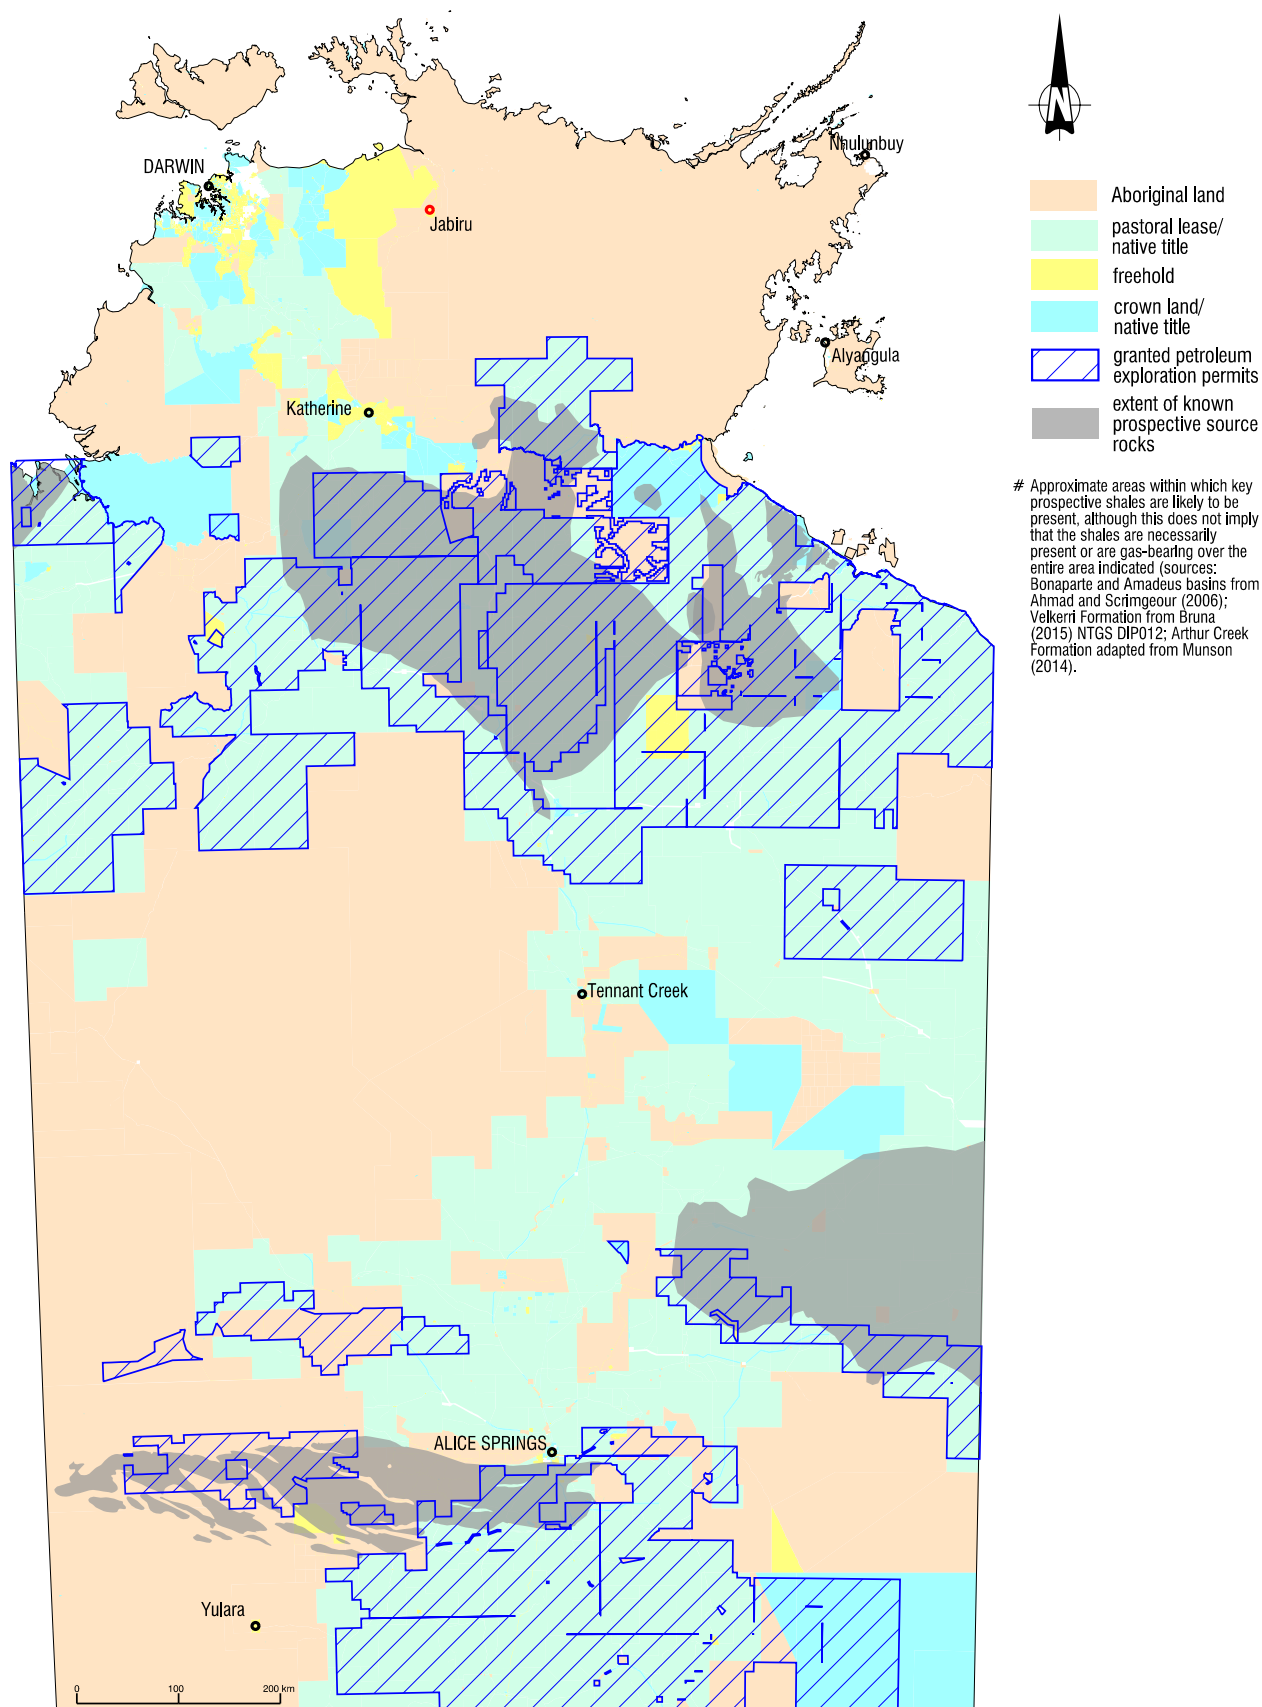 N
DARWIN
Nhulunbuy
Jabiru
Alyangula
Katherine
Tennant Creek
ALICE SPRINGS
Yulara
0 100 200 km
Aboriginal land
pastoral lease/
native title
freehold
crown land/
native title
granted petroleum
exploration permits
extent of known
prospective source
rocks
# Approximate areas within which key
prospective shales are likely to be
present, although this does not imply
that the shales are necessarily
present or are gas-bearing over the
entire area indicated (sources:
Bonaparte and Amadeus basins from
Ahmad and Scrimgeour (2006);
Velkerri Formation from Bruna
(2015) NTGS DIP012; Arthur Creek
Formation adapted from Munson
(2014).